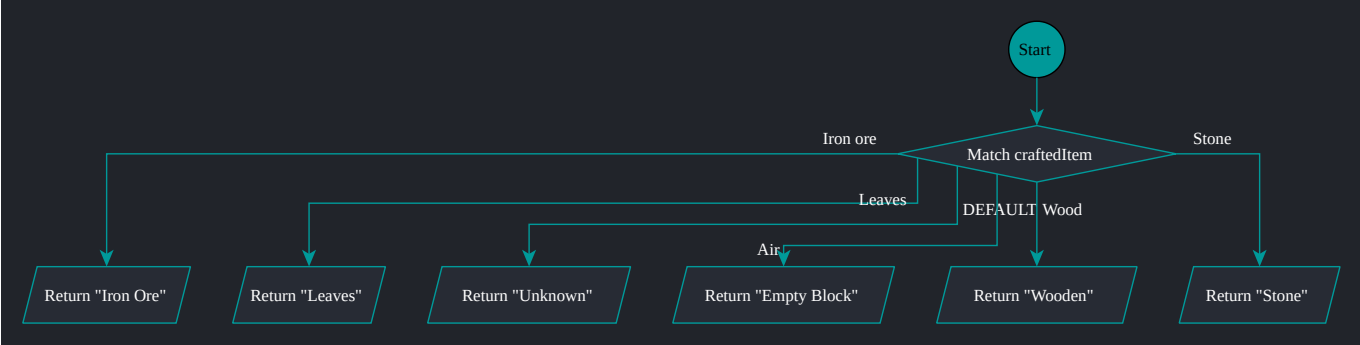 Start
Iron ore
Stone
Match craftedItem
Leaves
DEFAULT
Wood
Air
Return "Iron Ore"
Return "Leaves"
Return "Unknown"
Return "Empty Block"
Return "Wooden"
Return "Stone"